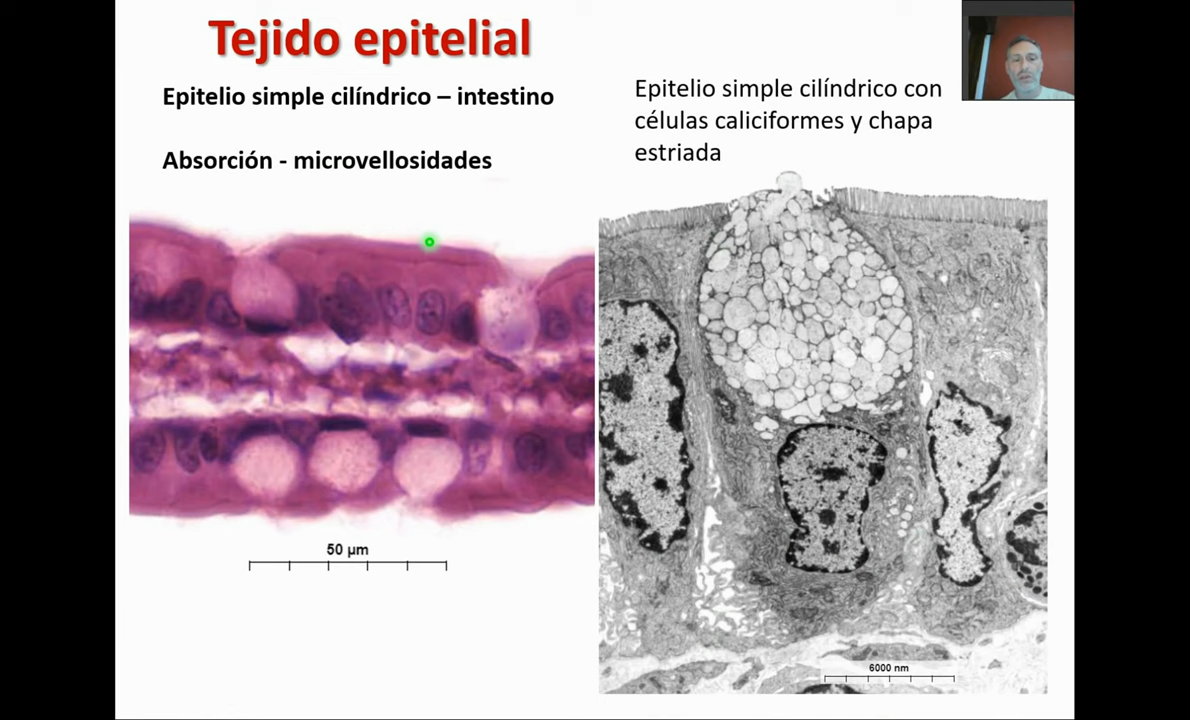 Tejido epitelial
Epitelio simple cilíndrico – intestino
Absorción - microvellosidades
Epitelio simple cilíndrico con
células caliciformes y chapa
estriada
50 µm
6000 nm